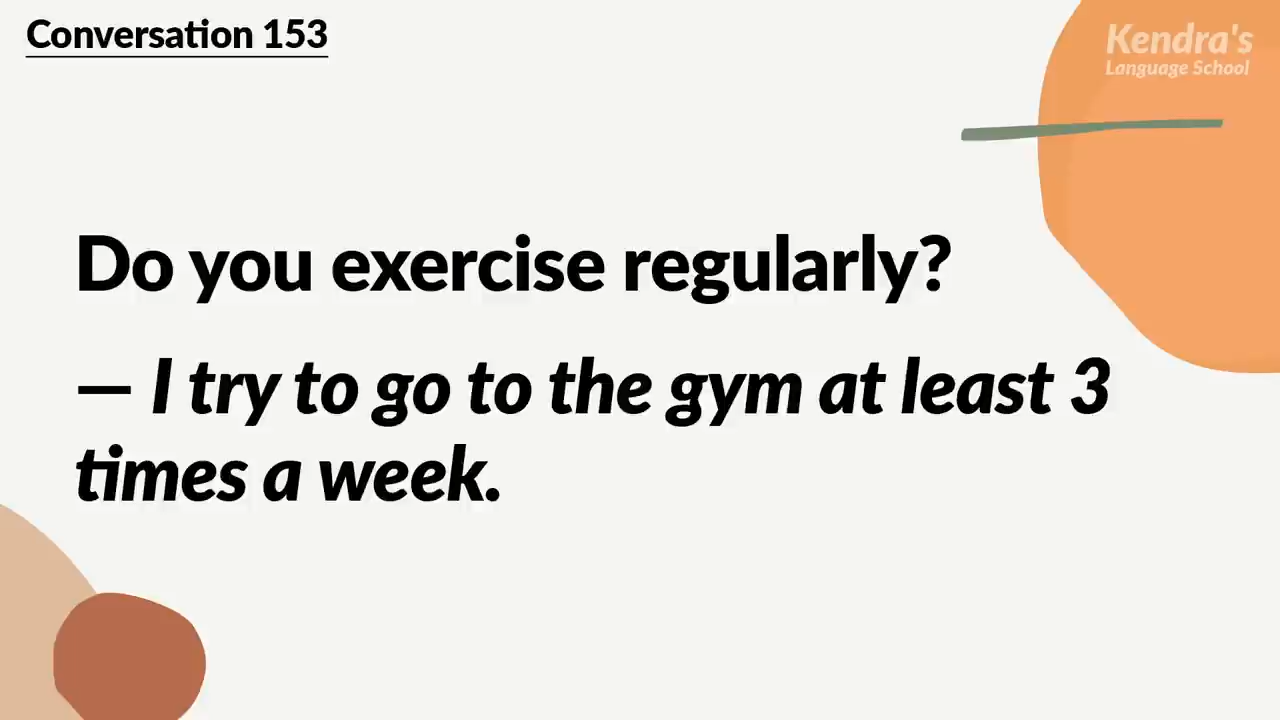 Conversation 153
Kendra's
Language School
Do you exercise regularly?
— I try to go to the gym at least 3
times a week.